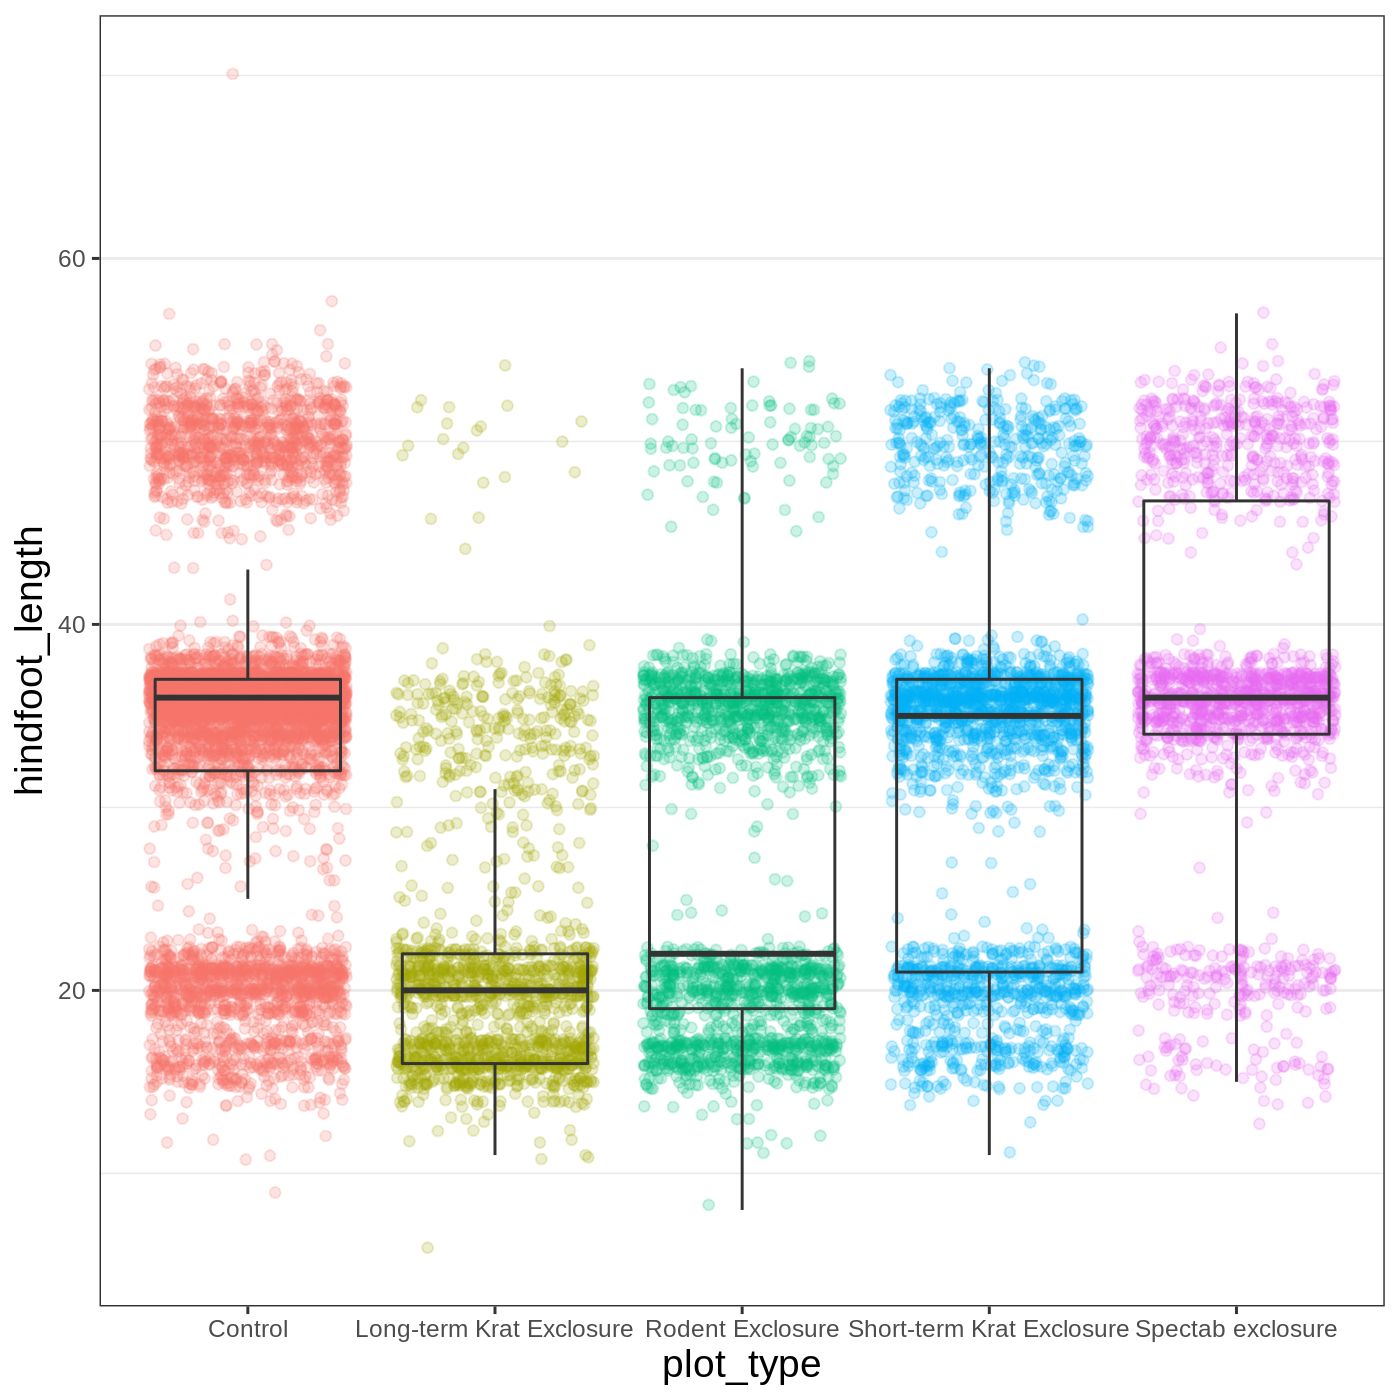 hindfoot_length
60
40
20
Control
Long-term Krat Exclosure
Rodent Exclosure
Short-term Krat Exclosure
Spectab exclosure
plot_type